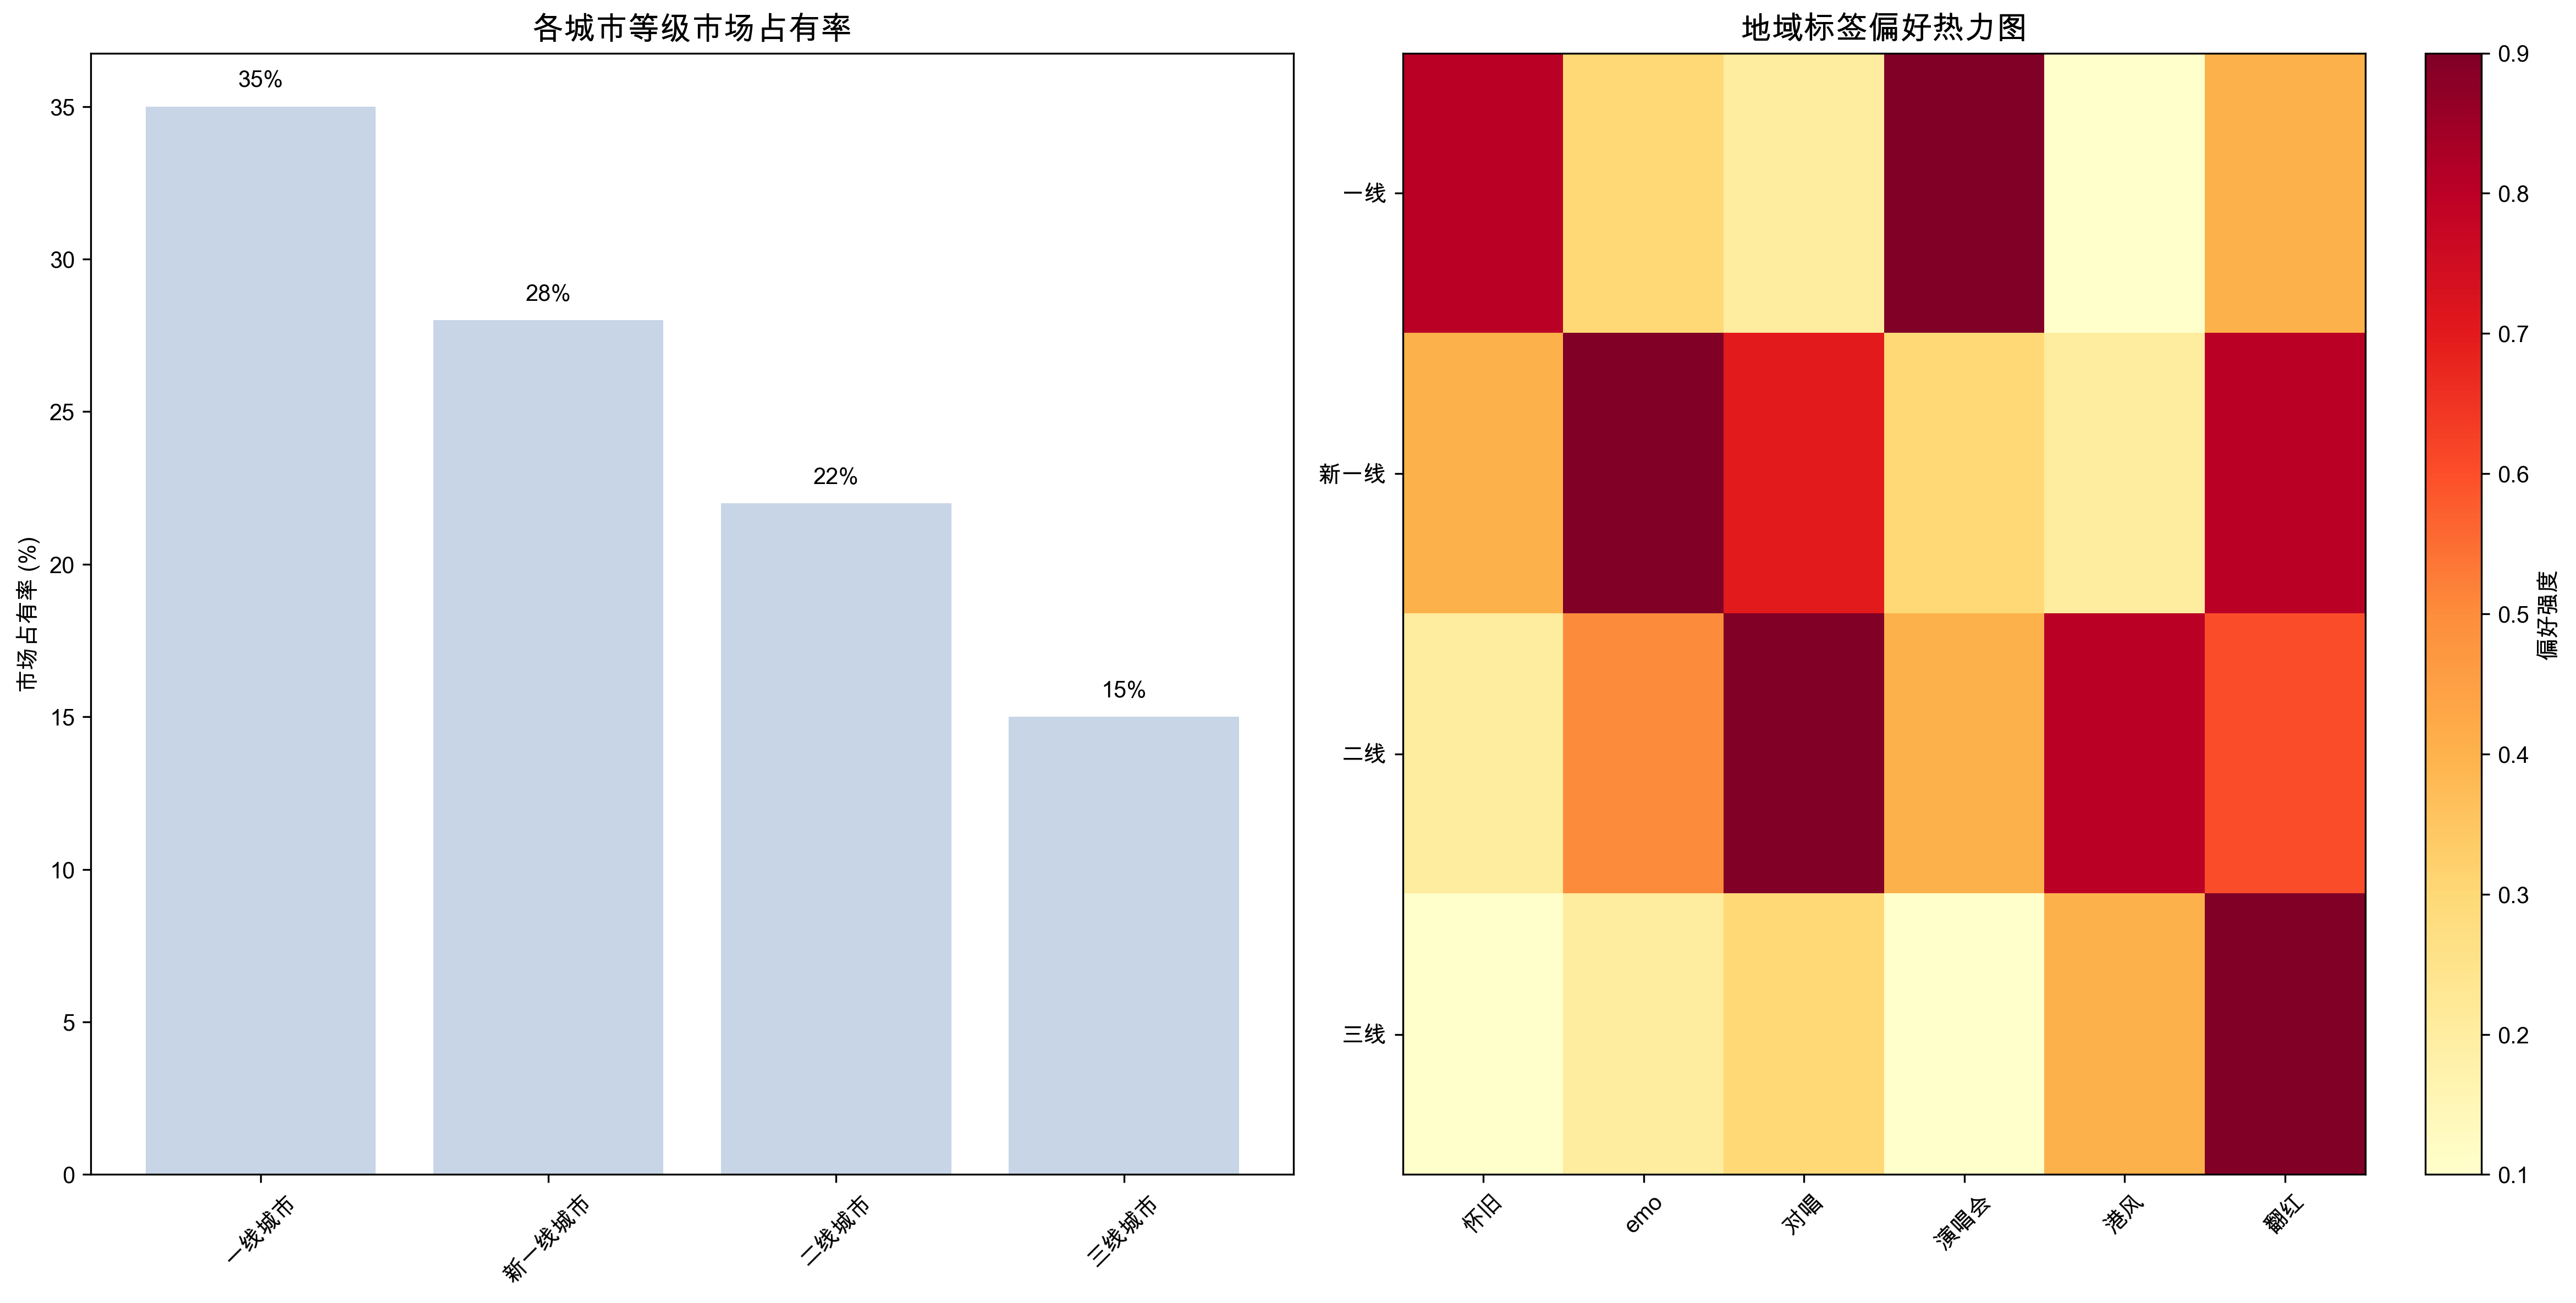 各城市等级市场占有率
市场占有率 (%)
35
30
25
20
15
10
5
0
35%
28%
22%
15%
一线城市
新一线城市
二线城市
三线城市
地域标签偏好热力图
一线
新一线
二线
三线
怀旧
emo
对唱
演唱会
港风
翻红
0.9
0.8
0.7
0.6
0.5
0.4
0.3
0.2
0.1
偏好强度